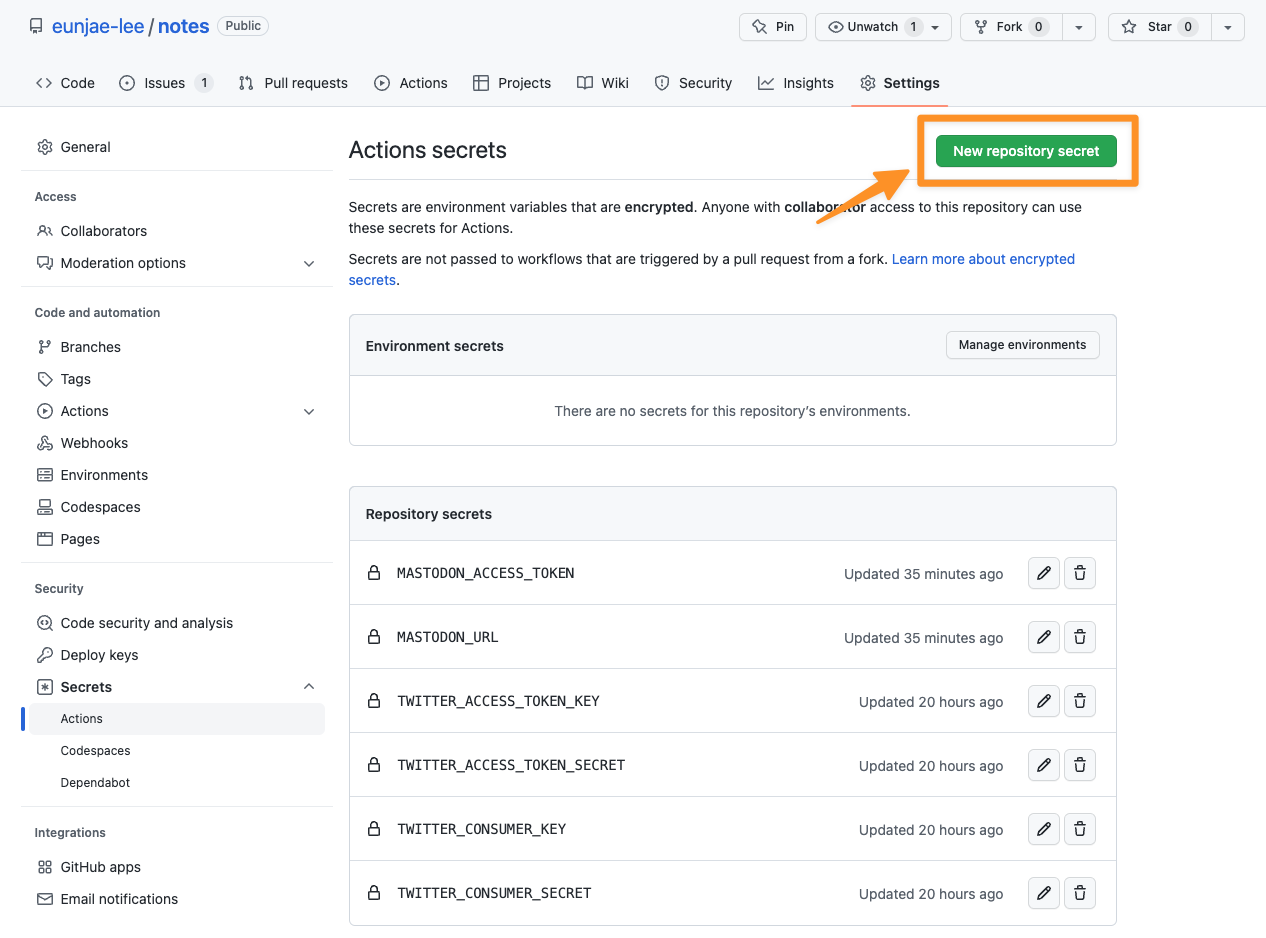 eunjae-lee / notes Public
Pin
Unwatch 1
Fork 0
Star 0
Code
Issues 1
Pull requests
Actions
Projects
Wiki
Security
Insights
Settings
General
Access
Collaborators
Moderation options
Code and automation
Branches
Tags
Actions
Webhooks
Environments
Codespaces
Pages
Security
Code security and analysis
Deploy keys
Secrets
Actions
Codespaces
Dependabot
Integrations
GitHub apps
Email notifications
Actions secrets
New repository secret
Secrets are environment variables that are encrypted. Anyone with collaborator access to this repository can use
these secrets for Actions.
Secrets are not passed to workflows that are triggered by a pull request from a fork. Learn more about encrypted
secrets.
Environment secrets
Manage environments
There are no secrets for this repository's environments.
Repository secrets
MASTODON_ACCESS_TOKEN Updated 35 minutes ago
MASTODON_URL Updated 35 minutes ago
TWITTER_ACCESS_TOKEN_KEY Updated 20 hours ago
TWITTER_ACCESS_TOKEN_SECRET Updated 20 hours ago
TWITTER_CONSUMER_KEY Updated 20 hours ago
TWITTER_CONSUMER_SECRET Updated 20 hours ago